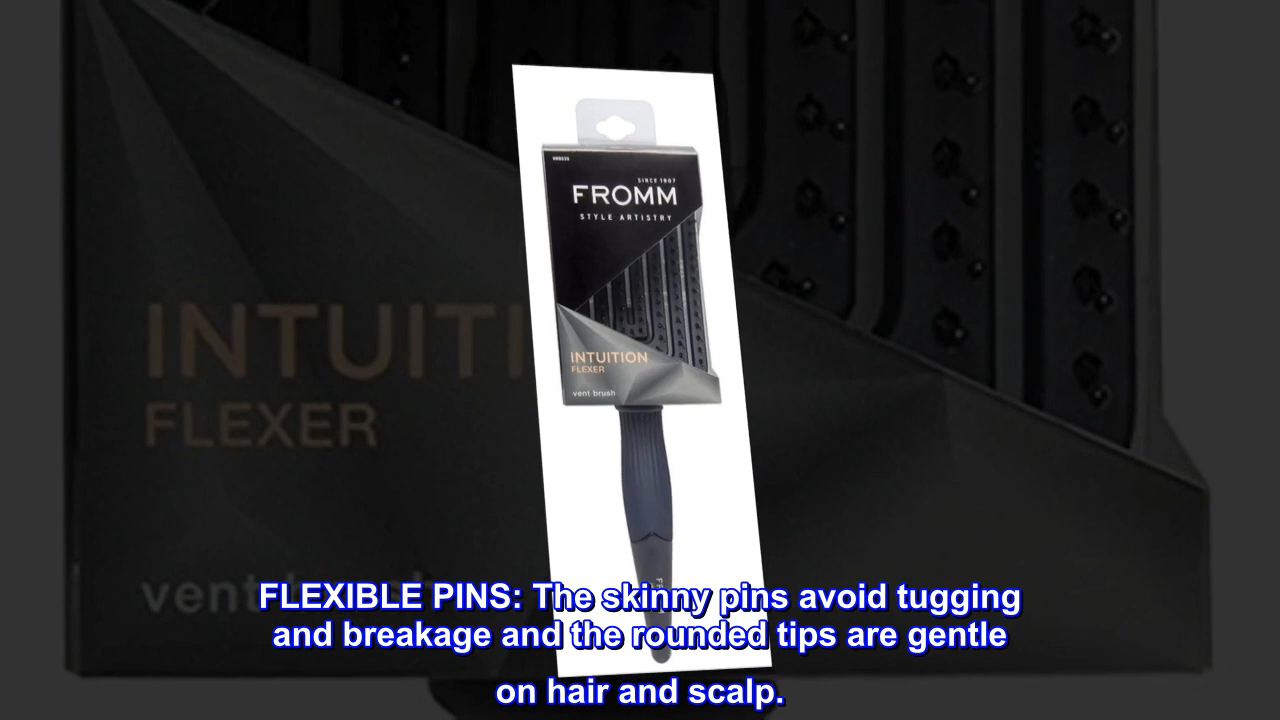 SINCE 1907
FROMM
STYLE ARTISTRY
INTUITION
FLEXER
vent brush
INTUITI
FLEXER
vent
FLEXIBLE PINS: The skinny pins avoid tugging
and breakage and the rounded tips are gentle
on hair and scalp.